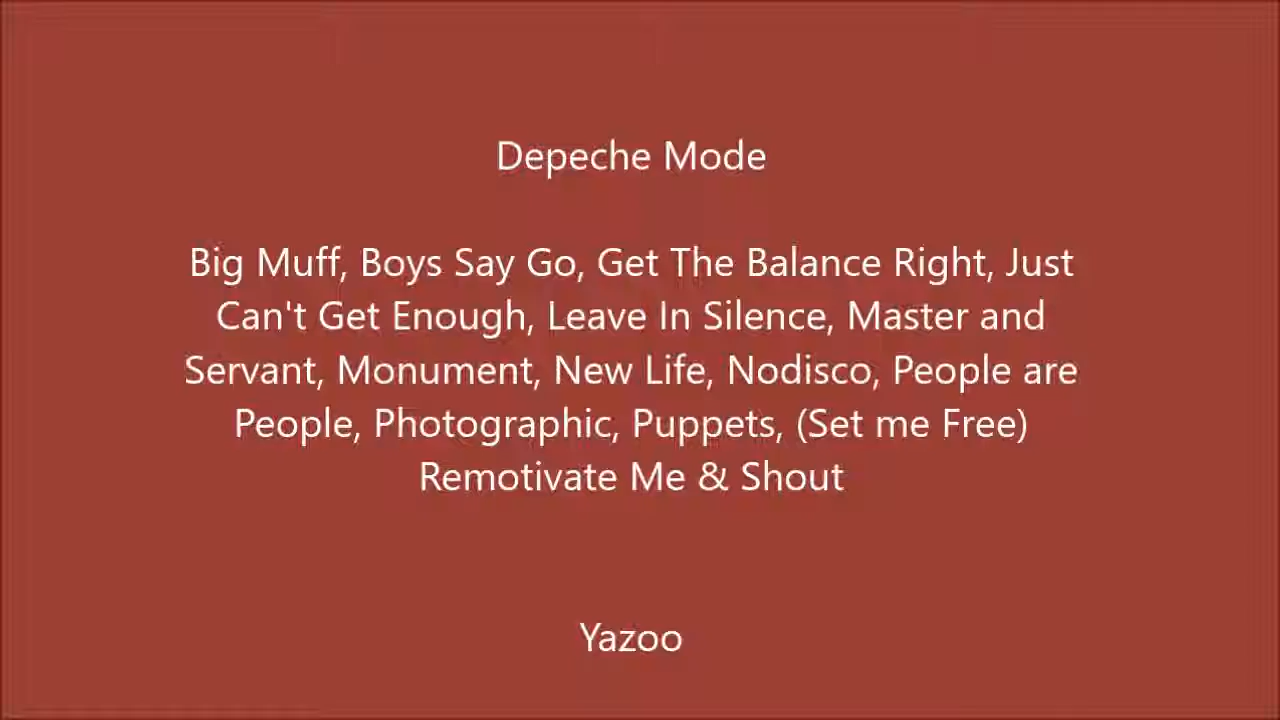 Depeche Mode
Big Muff, Boys Say Go, Get The Balance Right, Just
Can't Get Enough, Leave In Silence, Master and
Servant, Monument, New Life, Nodisco, People are
People, Photographic, Puppets, (Set me Free)
Remotivate Me & Shout
Yazoo